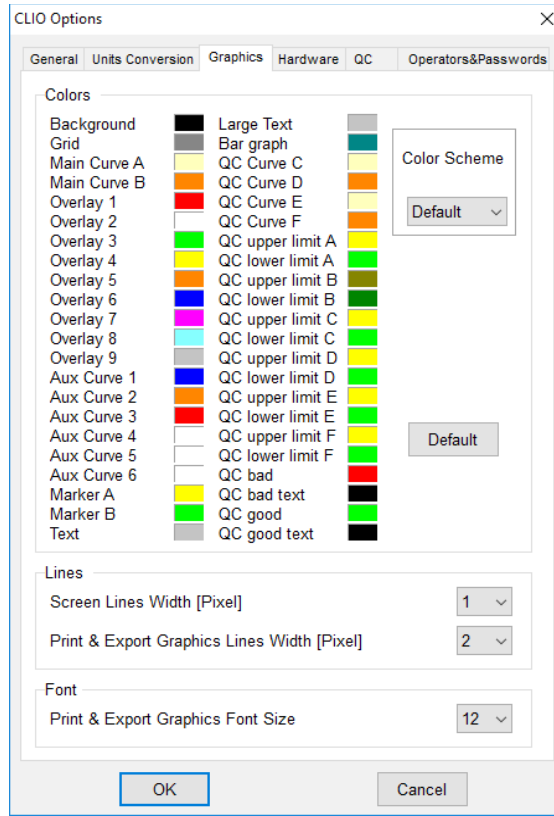 CLIO Options
General Units Conversion Graphics Hardware QC Operators&Passwords
Colors
Background Large Text
Grid Bar graph
Main Curve A QC Curve C
Main Curve B QC Curve D
Overlay 1 QC Curve E
Overlay 2 QC Curve F
Overlay 3 QC upper limit A
Overlay 4 QC lower limit A
Overlay 5 QC upper limit B
Overlay 6 QC lower limit B
Overlay 7 QC upper limit C
Overlay 8 QC lower limit C
Overlay 9 QC upper limit D
Aux Curve 1 QC lower limit D
Aux Curve 2 QC upper limit E
Aux Curve 3 QC lower limit E
Aux Curve 4 QC upper limit F
Aux Curve 5 QC lower limit F
Aux Curve 6 QC bad
Marker A QC bad text
Marker B QC good
Text QC good text
Color Scheme
Default
Default
Lines
Screen Lines Width [Pixel] 1
Print & Export Graphics Lines Width [Pixel] 2
Font
Print & Export Graphics Font Size 12
OK Cancel